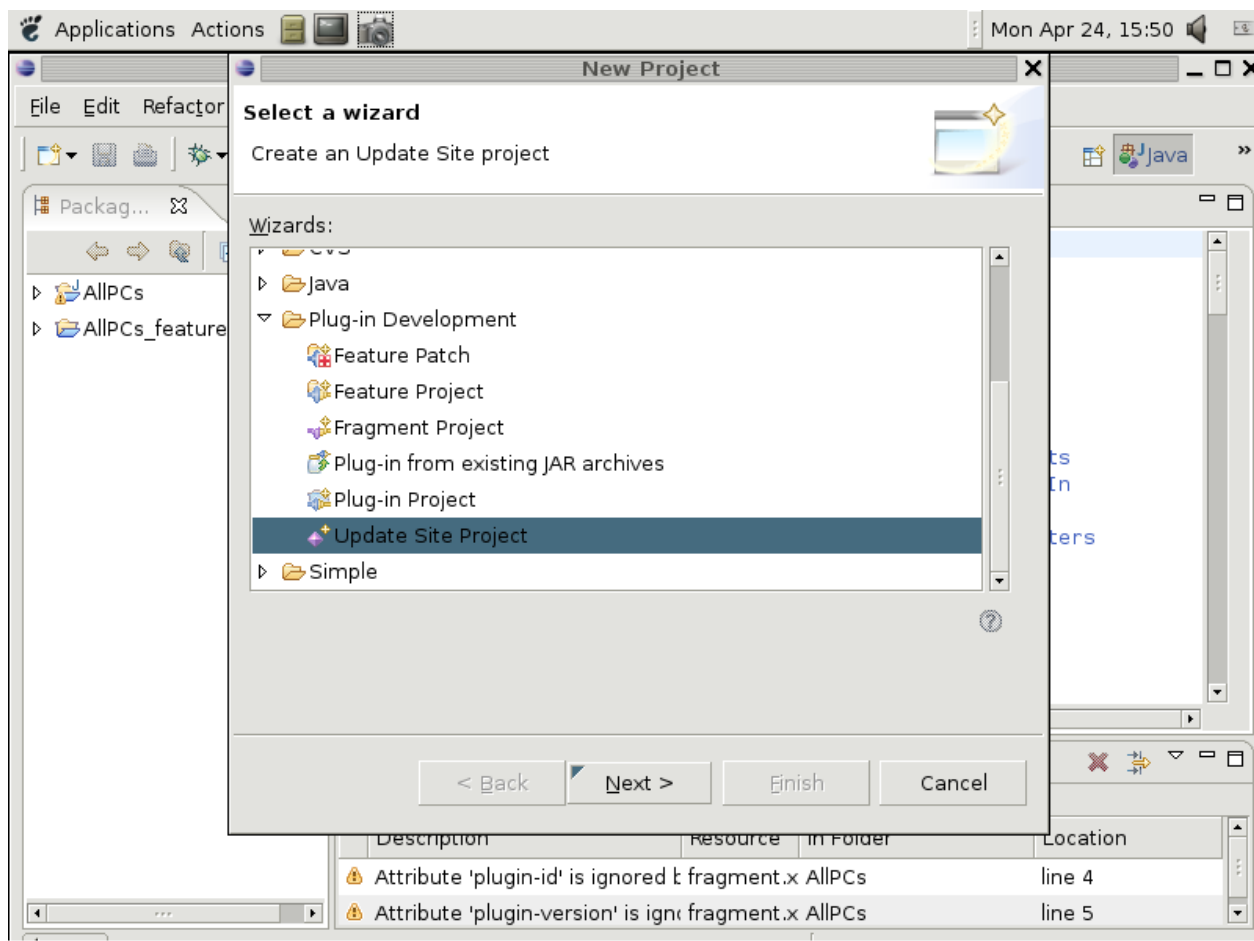 Applications Actions Mon Apr 24, 15:50
New Project
File Edit Refactor
Select a wizard
Create an Update Site project
Java »
Packag...
Wizards:
CVS
Java
AllPCs
AllPCs_feature
Plug-in Development
Feature Patch
Feature Project
Fragment Project
Plug-in from existing JAR archives
Plug-in Project
Update Site Project
Simple
ts
In
ters
< Back Next > Finish Cancel
Description Resource In Folder Location
Attribute 'plugin-id' is ignored b fragment.x AllPCs line 4
Attribute 'plugin-version' is igno fragment.x AllPCs line 5